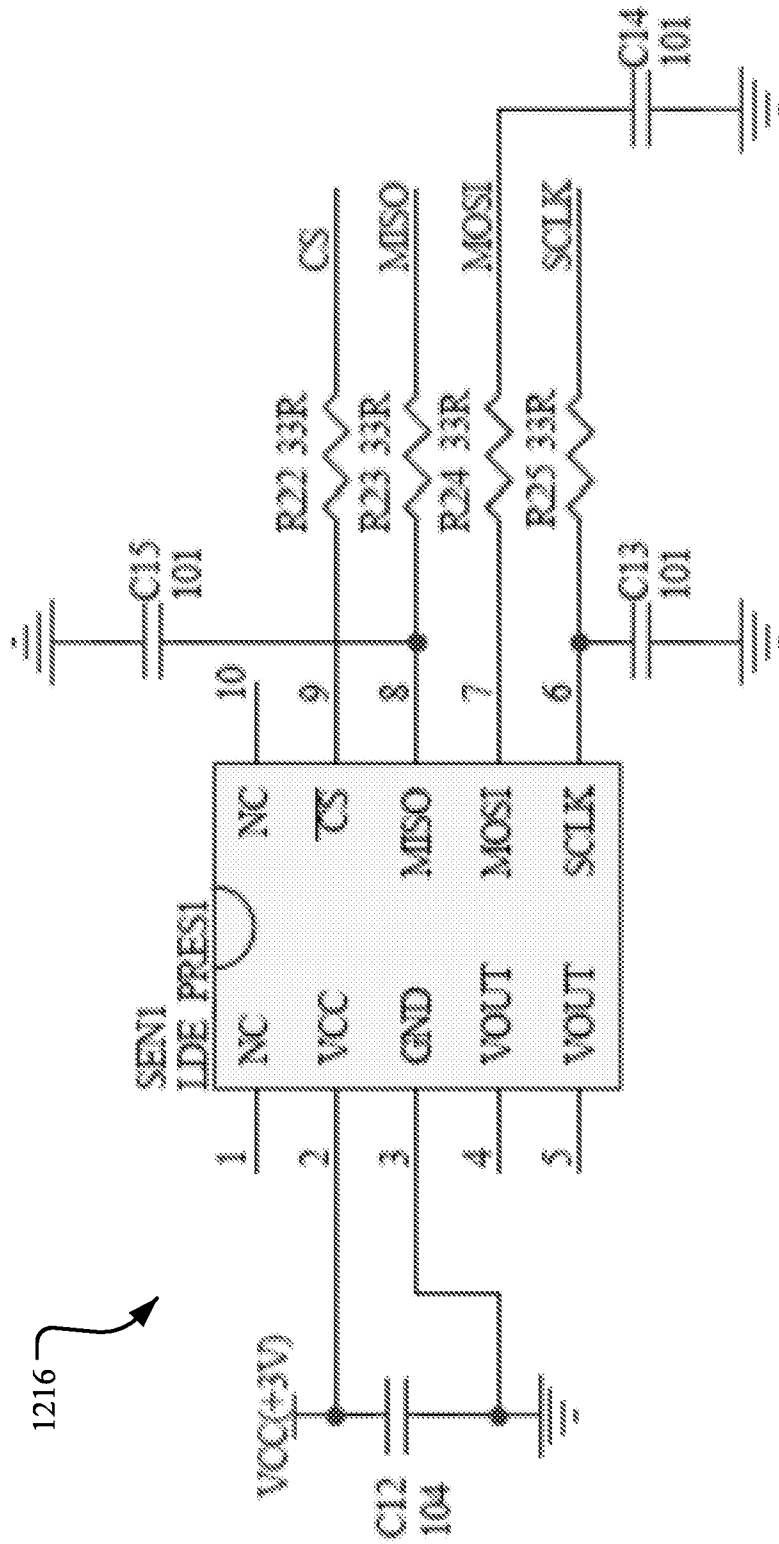 1216
VCC(+3V)
C12
104
SEN1
LDE_PRES1
1
2
3
4
5
NC
VCC
GND
VOUT
VOUT
NC
CS
MISO
MOSI
SCLK
10
9
8
7
6
C15
101
R22 33R
R23 33R
R24 33R
R25 33R
CS
MISO
MOSI
SCLK
C13
101
C14
101